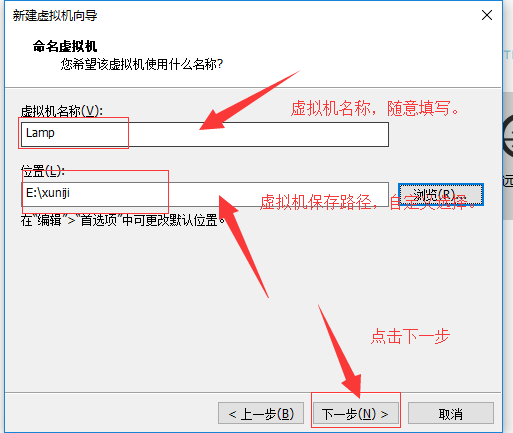 新建虚拟机向导
命名虚拟机
您希望该虚拟机使用什么名称?
虚拟机名称(V):
虚拟机名称，随意填写。
Lamp
位置(L):
E:\xunji
浏览(R)...
虚拟机保存路径，自定义选择。
在“编辑”>“首选项”中可更改默认位置。
点击下一步
< 上一步(B)
下一步(N) >
取消